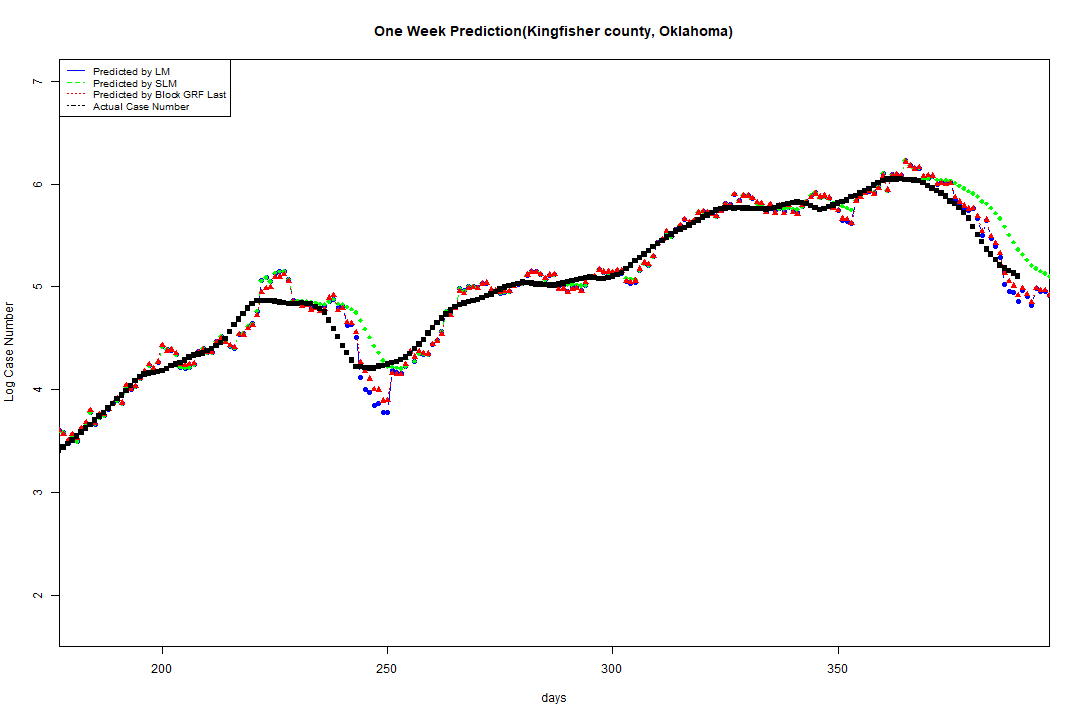 One Week Prediction(Kingfisher county, Oklahoma)
Predicted by LM
Predicted by SLM
Predicted by Block GRF Last
Actual Case Number
7
6
5
4
3
2
Log Case Number
200 250 300 350
days